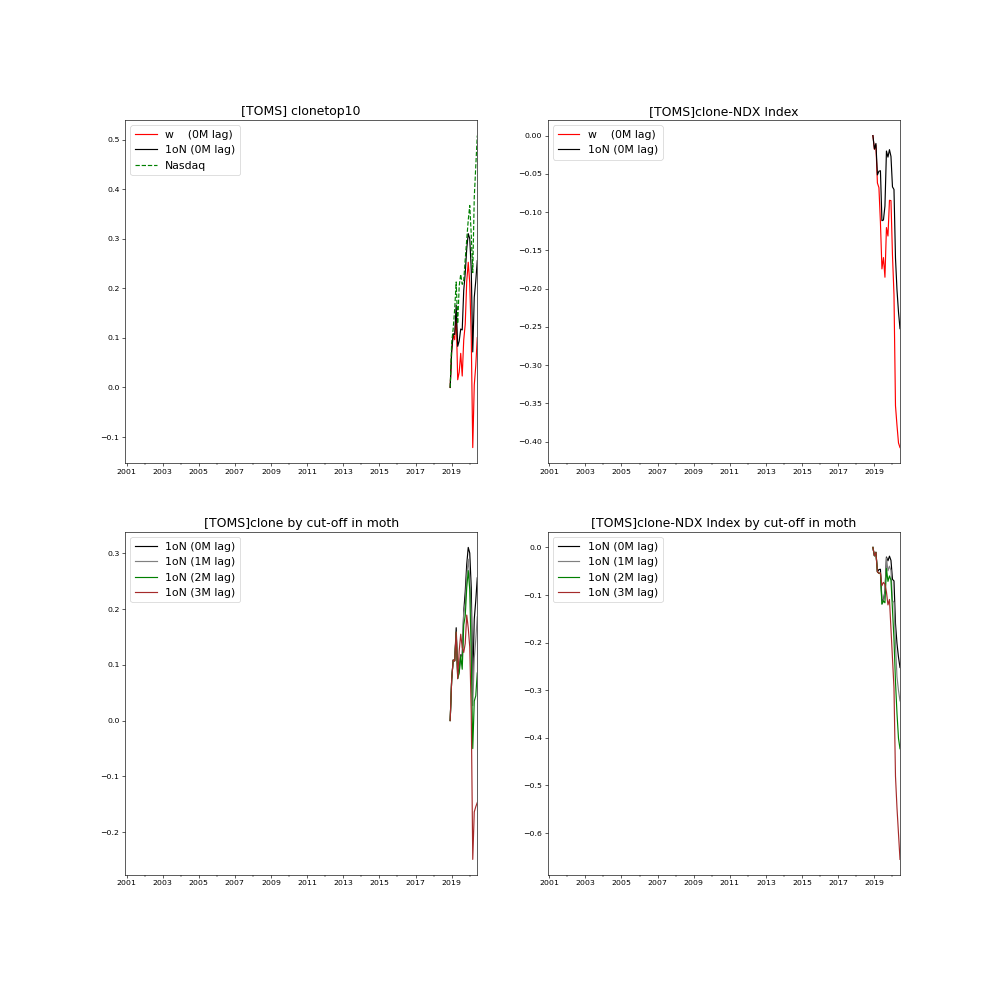 [TOMS] clonetop10
w (0M lag)
1oN (0M lag)
Nasdaq
0.5
0.4
0.3
0.2
0.1
0.0
−0.1
2001 2003 2005 2007 2009 2011 2013 2015 2017 2019
[TOMS]clone-NDX Index
w (0M lag)
1oN (0M lag)
0.00
−0.05
−0.10
−0.15
−0.20
−0.25
−0.30
−0.35
−0.40
2001 2003 2005 2007 2009 2011 2013 2015 2017 2019
[TOMS]clone by cut-off in moth
1oN (0M lag)
1oN (1M lag)
1oN (2M lag)
1oN (3M lag)
0.3
0.2
0.1
0.0
−0.1
−0.2
2001 2003 2005 2007 2009 2011 2013 2015 2017 2019
[TOMS]clone-NDX Index by cut-off in moth
1oN (0M lag)
1oN (1M lag)
1oN (2M lag)
1oN (3M lag)
0.0
−0.1
−0.2
−0.3
−0.4
−0.5
−0.6
2001 2003 2005 2007 2009 2011 2013 2015 2017 2019